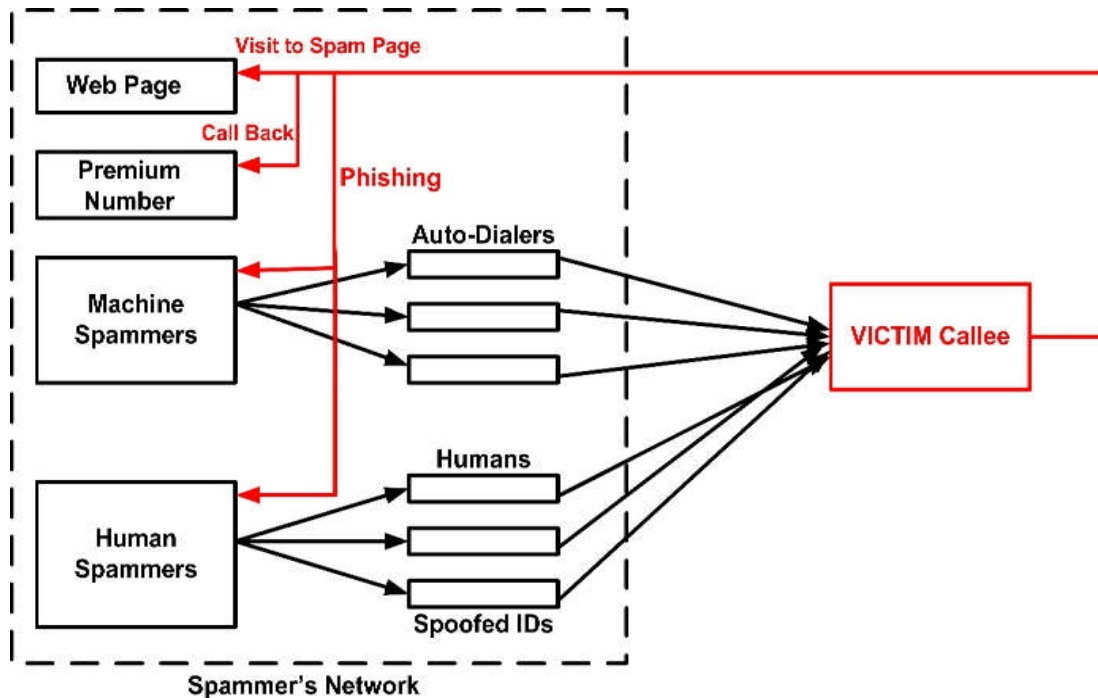 Visit to Spam Page
Web Page
Call Back
Premium
Number
Phishing
Auto-Dialers
Machine
Spammers
VICTIM Callee
Humans
Human
Spammers
Spoofed IDs
Spammer's Network